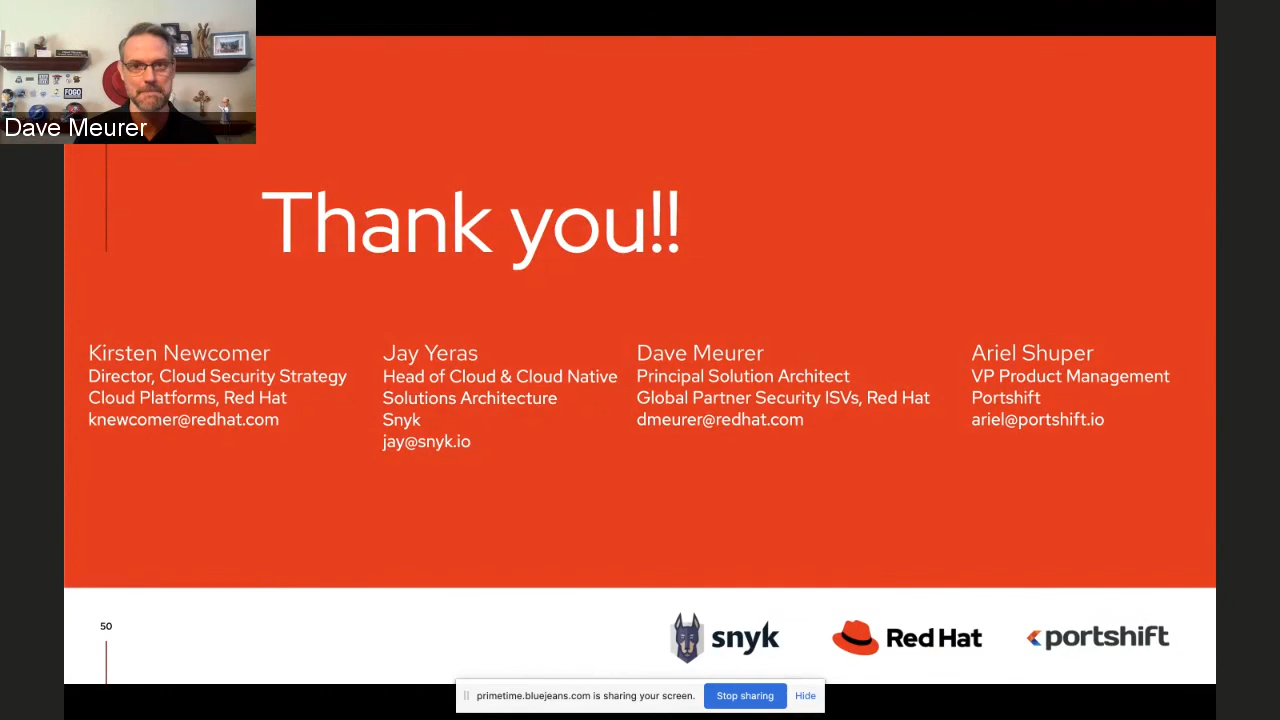 FOGO
Dave Meurer
Thank you!!
Kirsten Newcomer
Director, Cloud Security Strategy
Cloud Platforms, Red Hat
knewcomer@redhat.com
Jay Yeras
Head of Cloud & Cloud Native
Solutions Architecture
Snyk
jay@snyk.io
Dave Meurer
Principal Solution Architect
Global Partner Security ISVs, Red Hat
dmeurer@redhat.com
Ariel Shuper
VP Product Management
Portshift
ariel@portshift.io
50
snyk
Red Hat
portshift
primetime.bluejeans.com is sharing your screen.
Stop sharing
Hide